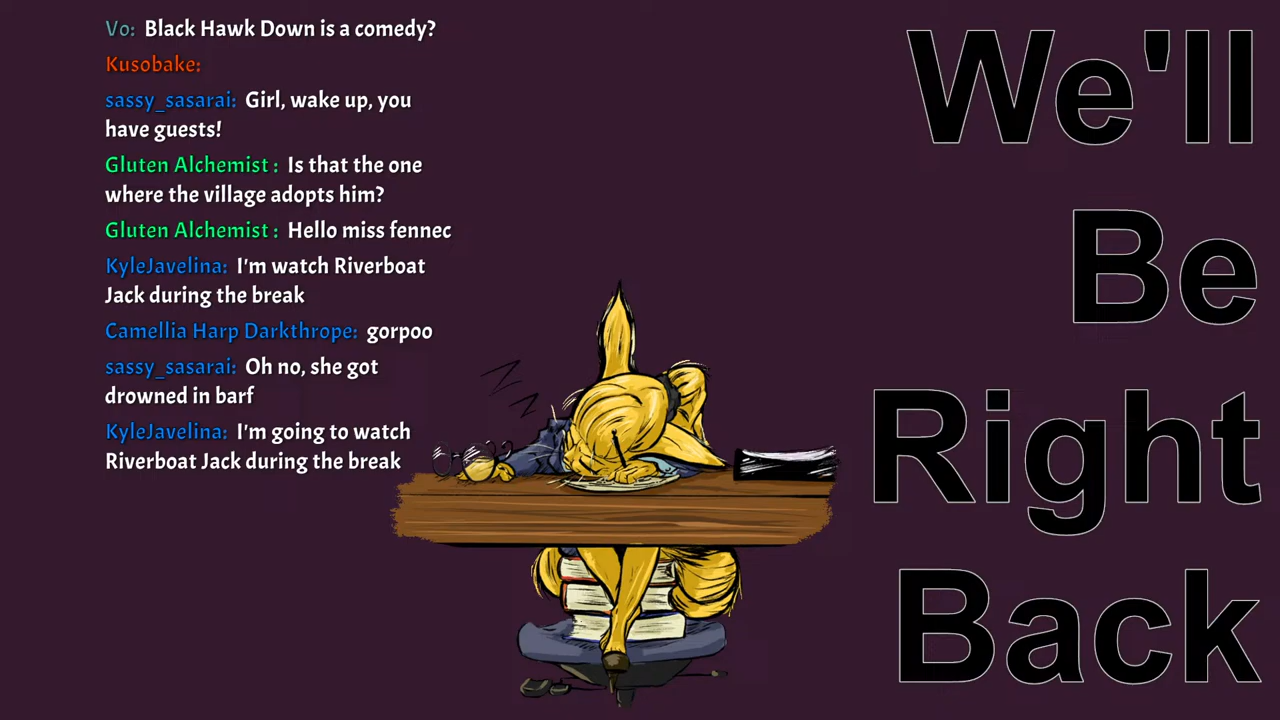 Vo: Black Hawk Down is a comedy?
Kusobake:
sassy_sasarai: Girl, wake up, you
have guests!
Gluten Alchemist : Is that the one
where the village adopts him?
Gluten Alchemist : Hello miss fennec
KyleJavelina: I'm watch Riverboat
Jack during the break
Camellia Harp Darkthrope: gorpoo
sassy_sasarai: Oh no, she got
drowned in barf
KyleJavelina: I'm going to watch
Riverboat Jack during the break
We'll
Be
Right
Back